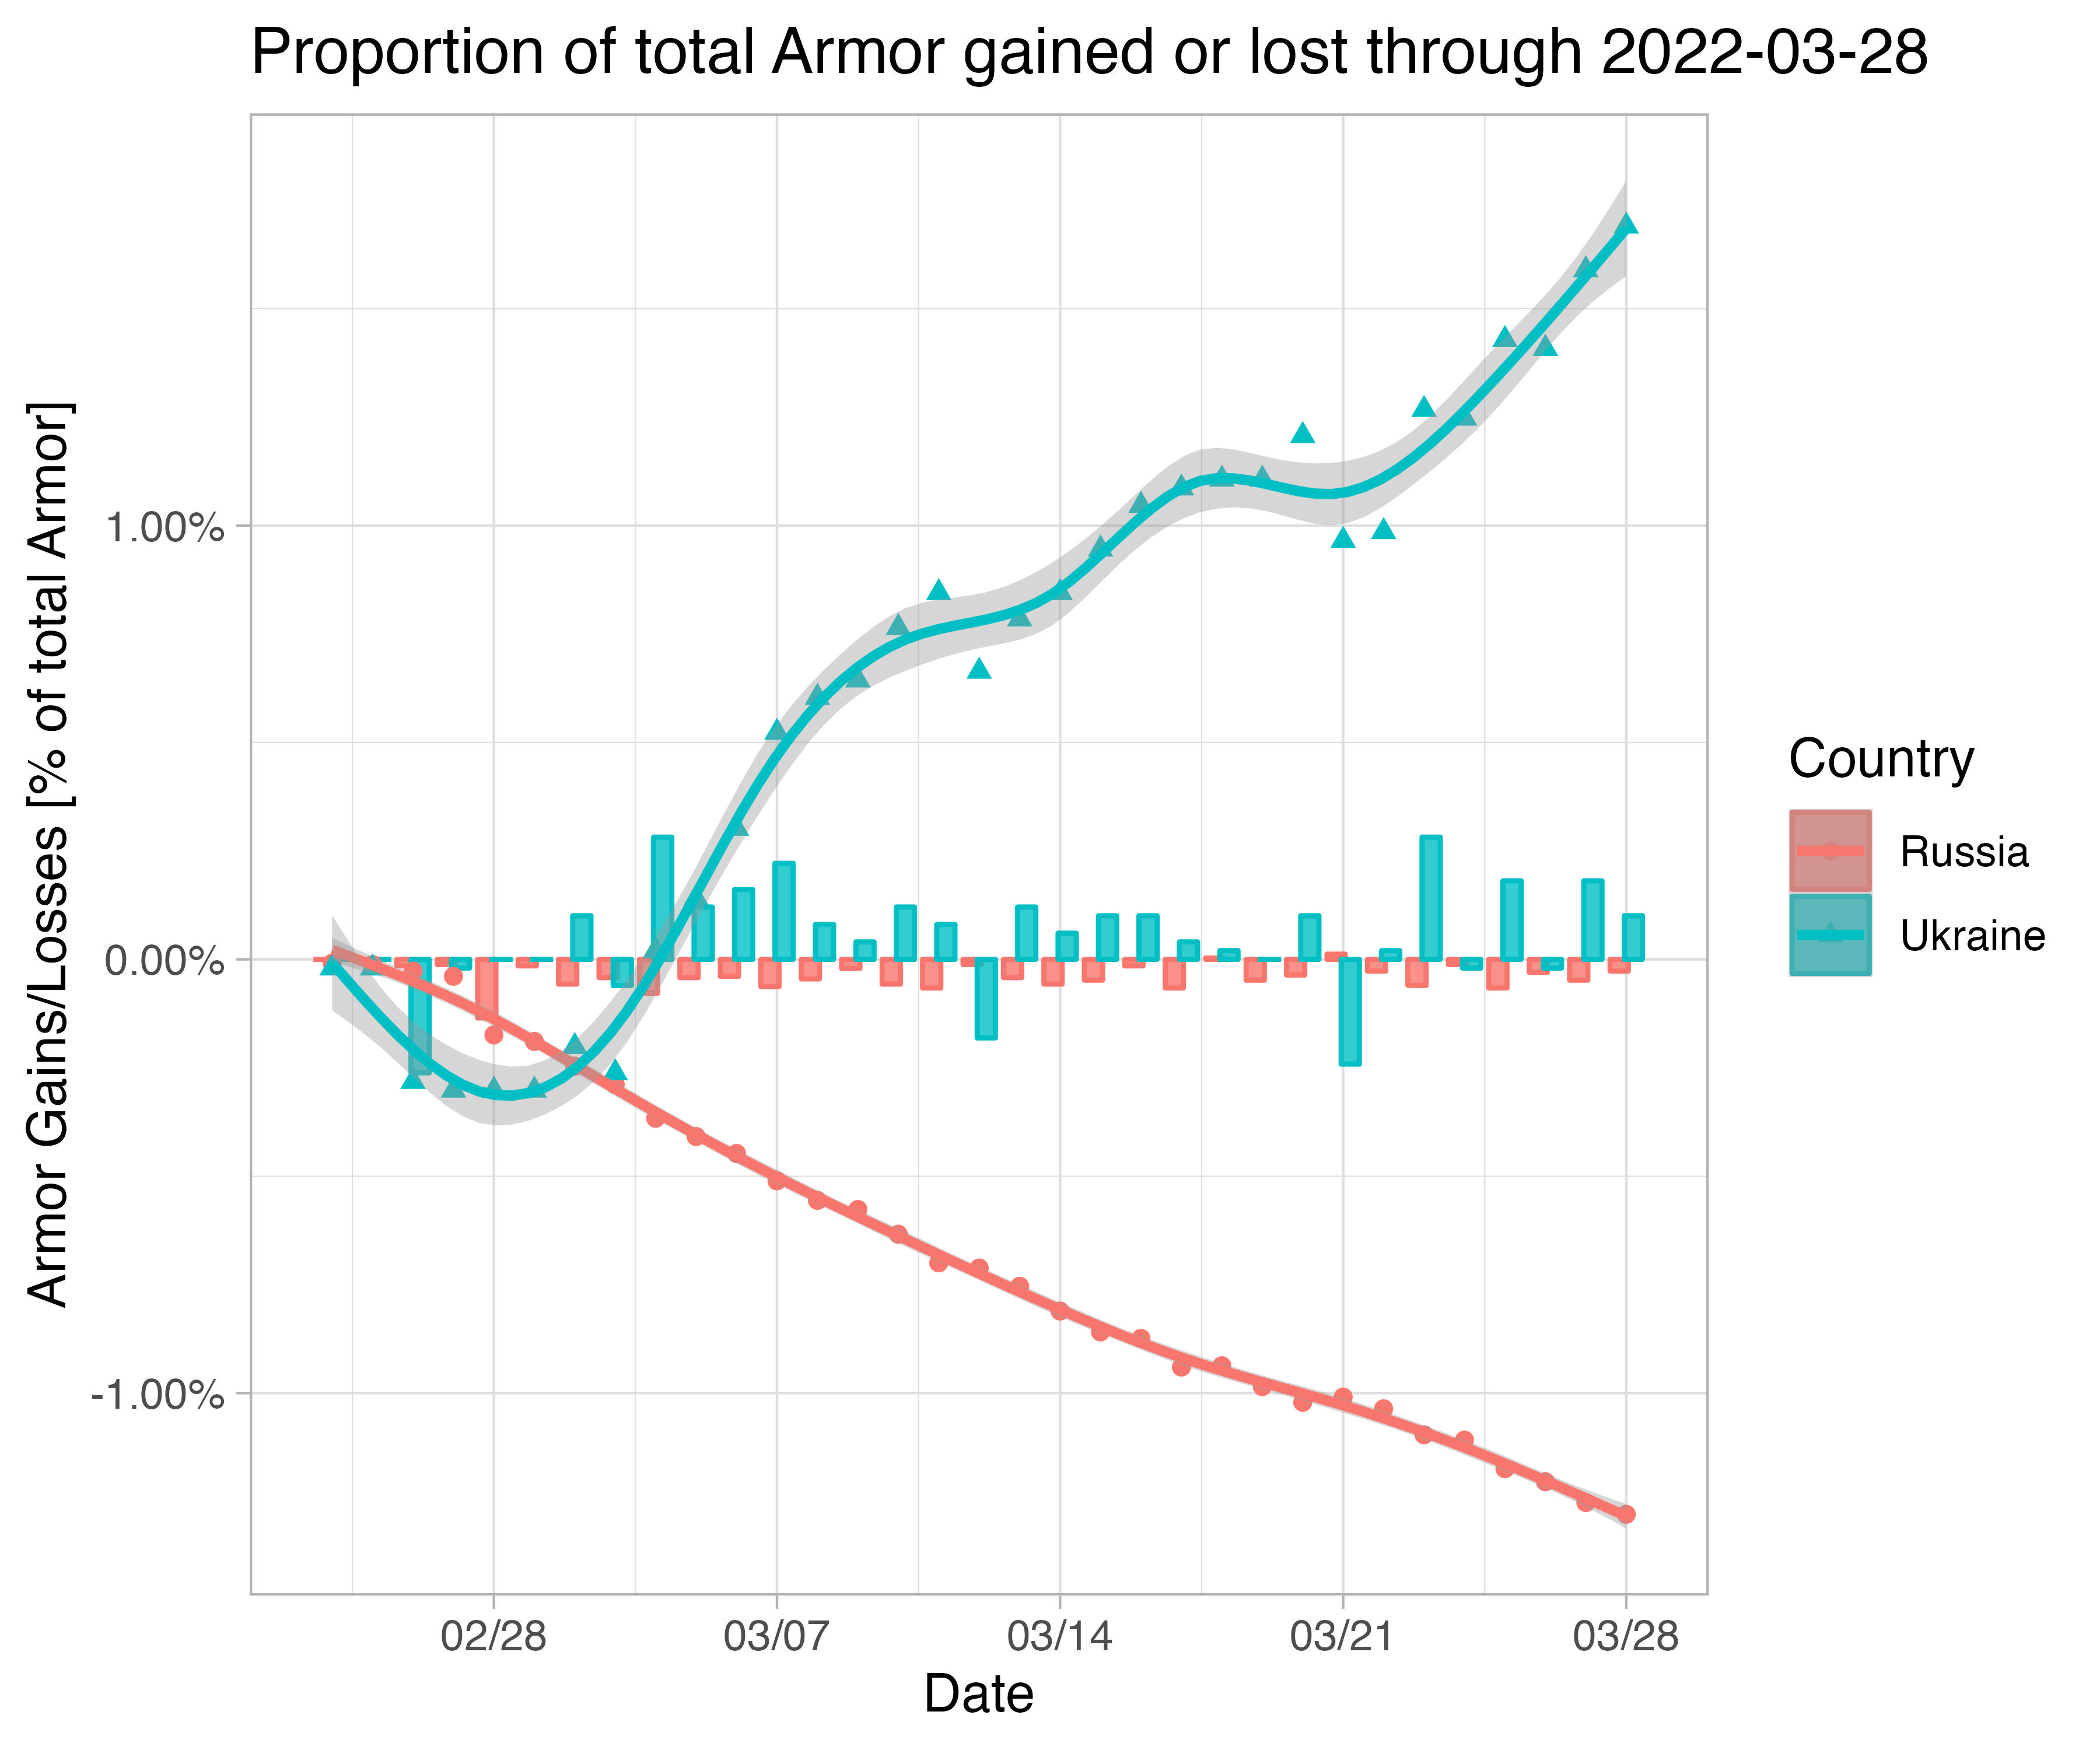 Proportion of total Armor gained or lost through 2022-03-28
Armor Gains/Losses [% of total Armor]
1.00%
0.00%
-1.00%
02/28
03/07
03/14
03/21
03/28
Date
Country
Russia
Ukraine